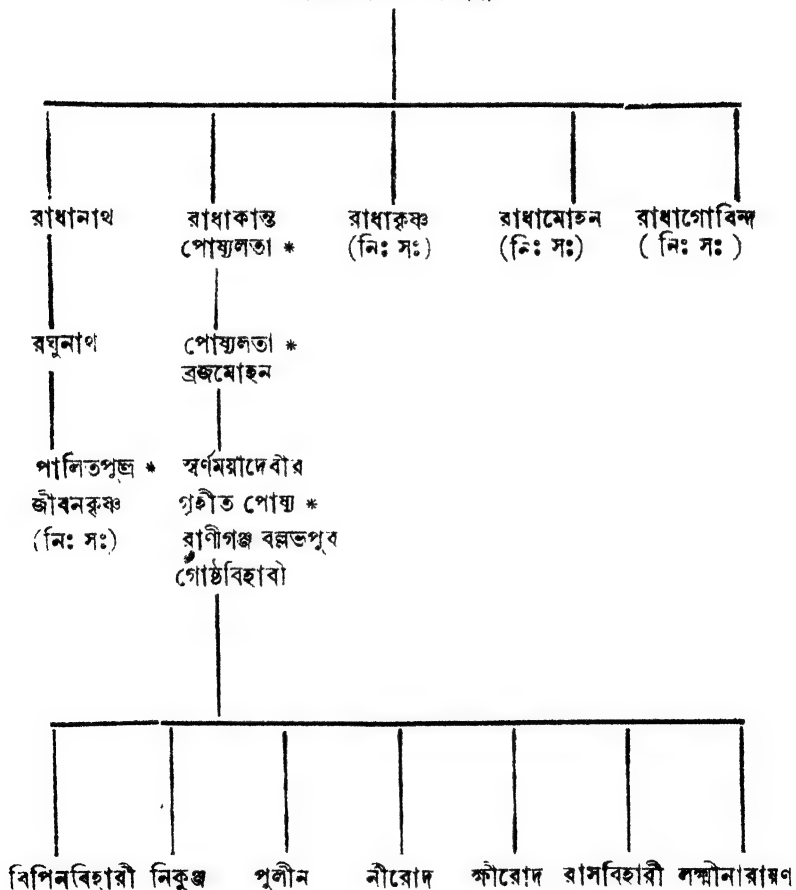 রাধানাথ রাধাকান্ত রাধাকৃষ্ণ রাধামোহন রাধাগোবিন্দ
পোষ্যলতা * (নিঃ সঃ) (নিঃ সঃ) (নিঃ সঃ)
রঘুনাথ পোষ্যলতা *
ব্রজমোহন
পালিতপুত্র * স্বর্ণময়াদেবীর
জীবনকৃষ্ণ গৃহীত পোষ্য *
(নিঃ সঃ) রাণীগঞ্জ বল্লভপুব
গোষ্ঠবিহাবী
বিপিনবিহারী নিকুঞ্জ পুলীন নীরোদ ক্ষীরোদ রাসবিহারী লক্ষ্মীনারায়ণ